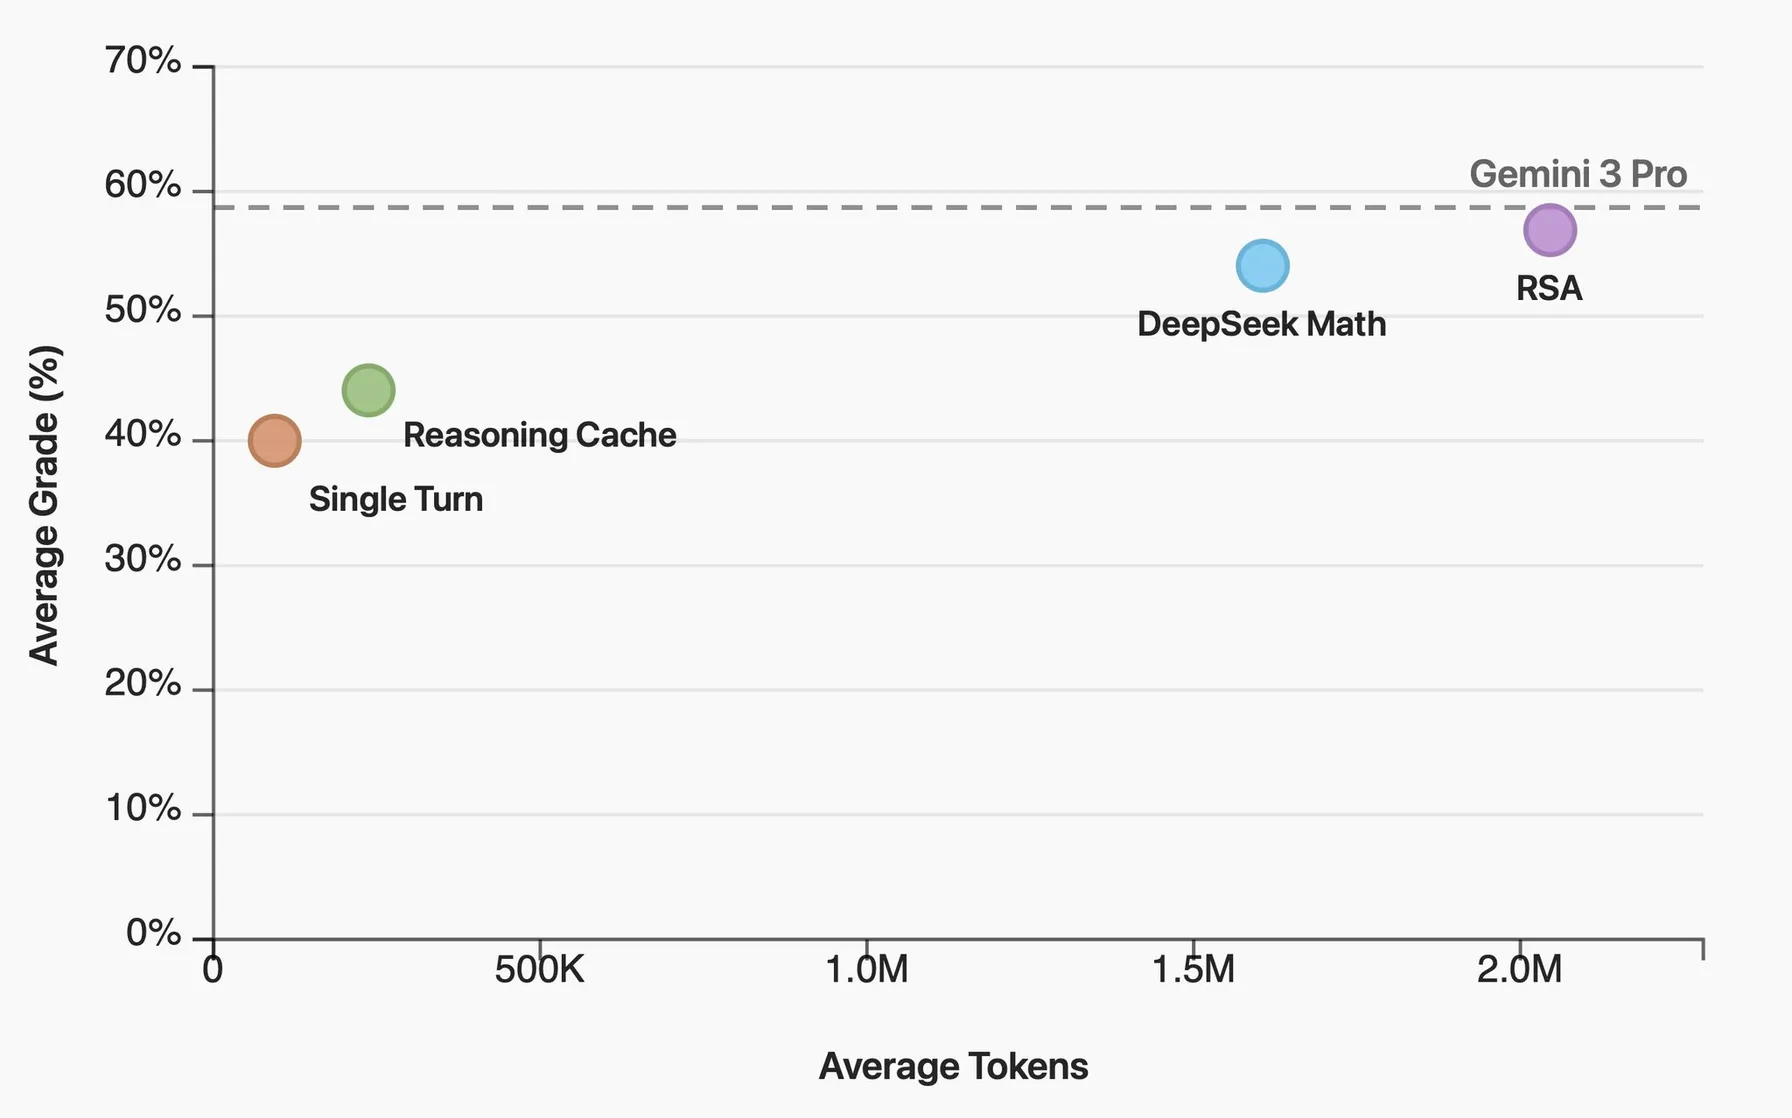 70%
60%
50%
40%
30%
20%
10%
0%
Average Grade (%)
Gemini 3 Pro
RSA
DeepSeek Math
Reasoning Cache
Single Turn
0
500K
1.0M
1.5M
2.0M
Average Tokens